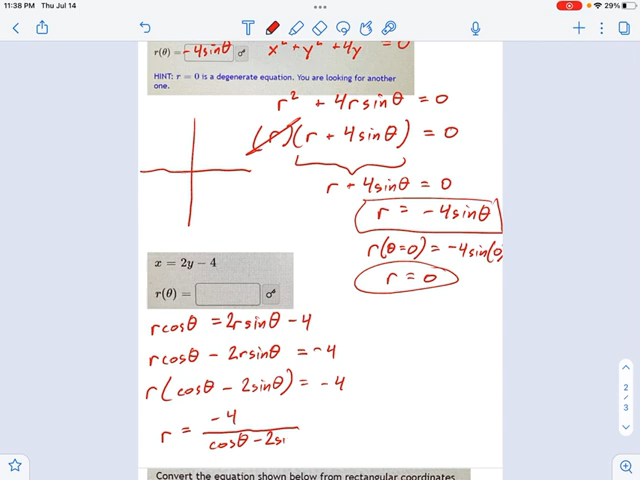 11:38 PM Thu Jul 14
29%
r(θ) = -4sinθ
x² + y² + 4y = 0
HINT: r = 0 is a degenerate equation. You are looking for another
one.
r² + 4rsinθ = 0
(r)(r + 4sinθ) = 0
r + 4sinθ = 0
r = -4sinθ
r(θ=0) = -4sin(0)
r = 0
x = 2y - 4
r(θ) =
rcosθ = 2rsinθ - 4
rcosθ - 2rsinθ = -4
r(cosθ - 2sinθ) = -4
r = -4
cosθ - 2si
2
/
3
Convert the equation shown below from rectangular coordinates